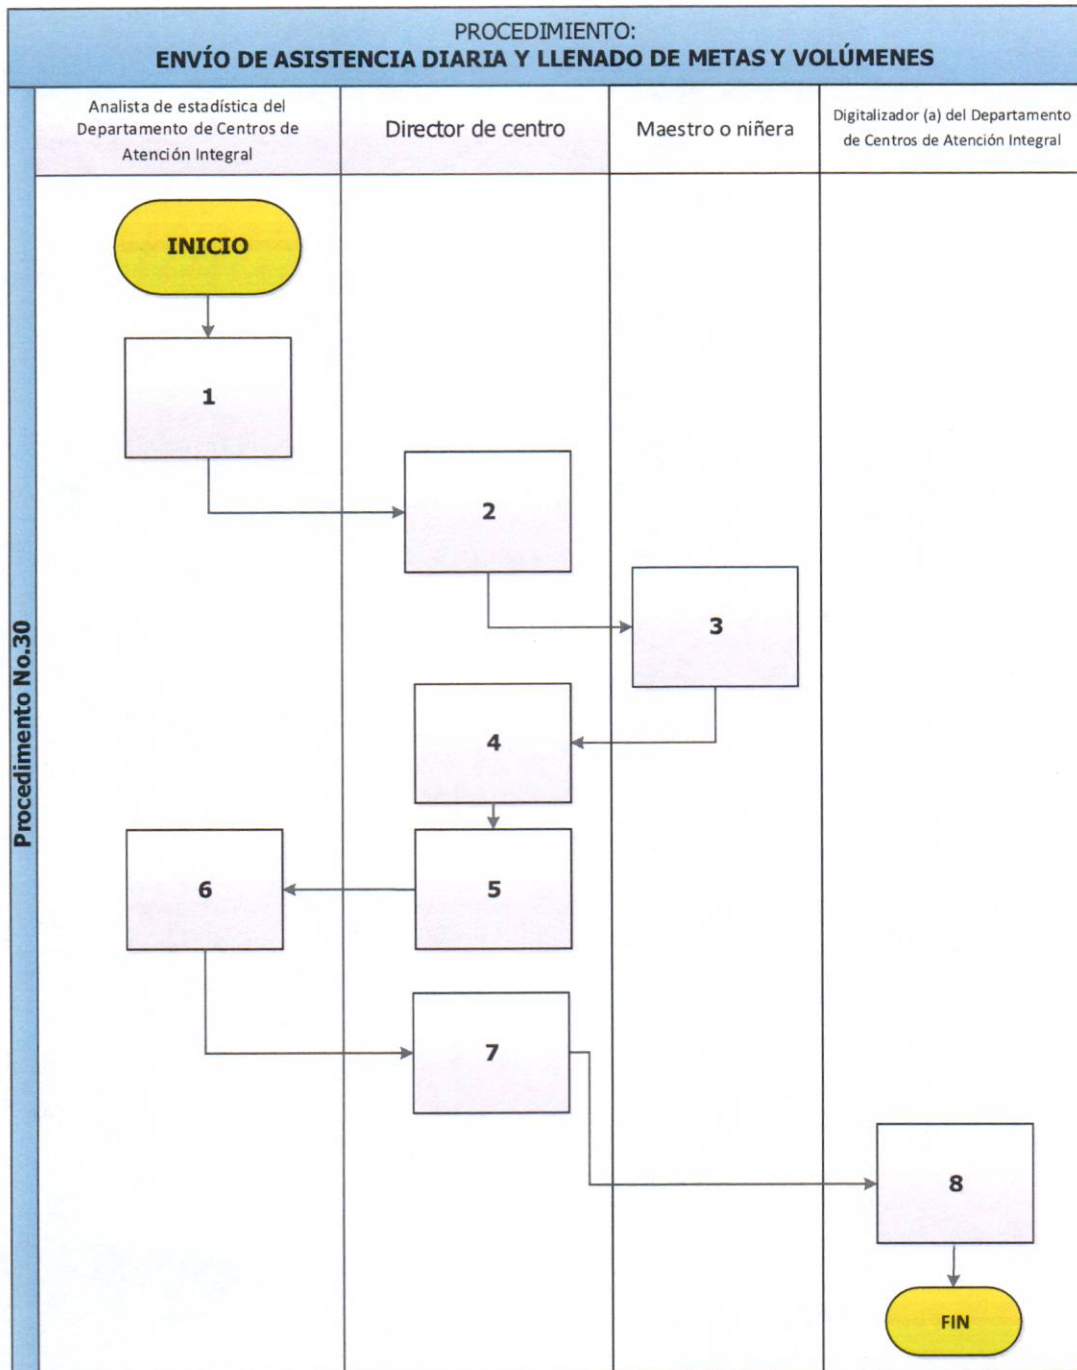 PROCEDIMIENTO:
ENVÍO DE ASISTENCIA DIARIA Y LLENADO DE METAS Y VOLÚMENES
Procedimento No.30
Analista de estadística del
Departamento de Centros de
Atención Integral
Director de centro
Maestro o niñera
Digitalizador (a) del Departamento
de Centros de Atención Integral
INICIO
1
2
3
4
5
6
7
8
FIN